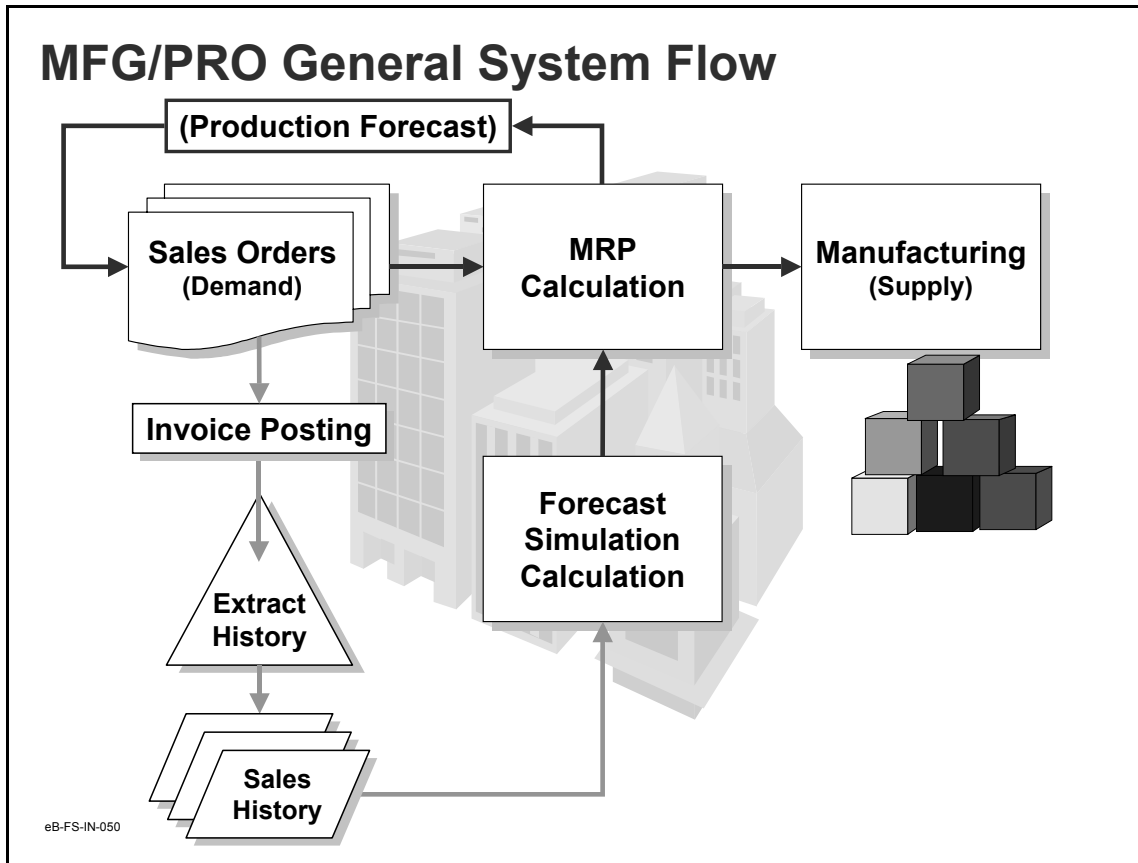 MFG/PRO General System Flow
(Production Forecast)
Sales Orders
(Demand)
MRP
Calculation
Manufacturing
(Supply)
Invoice Posting
Forecast
Simulation
Calculation
Extract
History
Sales
History
eB-FS-IN-050